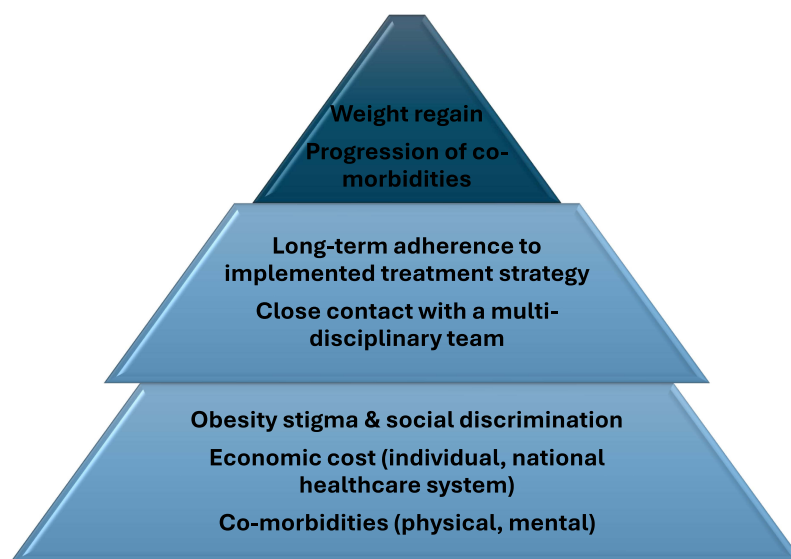 Weight regain
Progression of co-
morbidities
Long-term adherence to
implemented treatment strategy
Close contact with a multi-
disciplinary team
Obesity stigma & social discrimination
Economic cost (individual, national
healthcare system)
Co-morbidities (physical, mental)